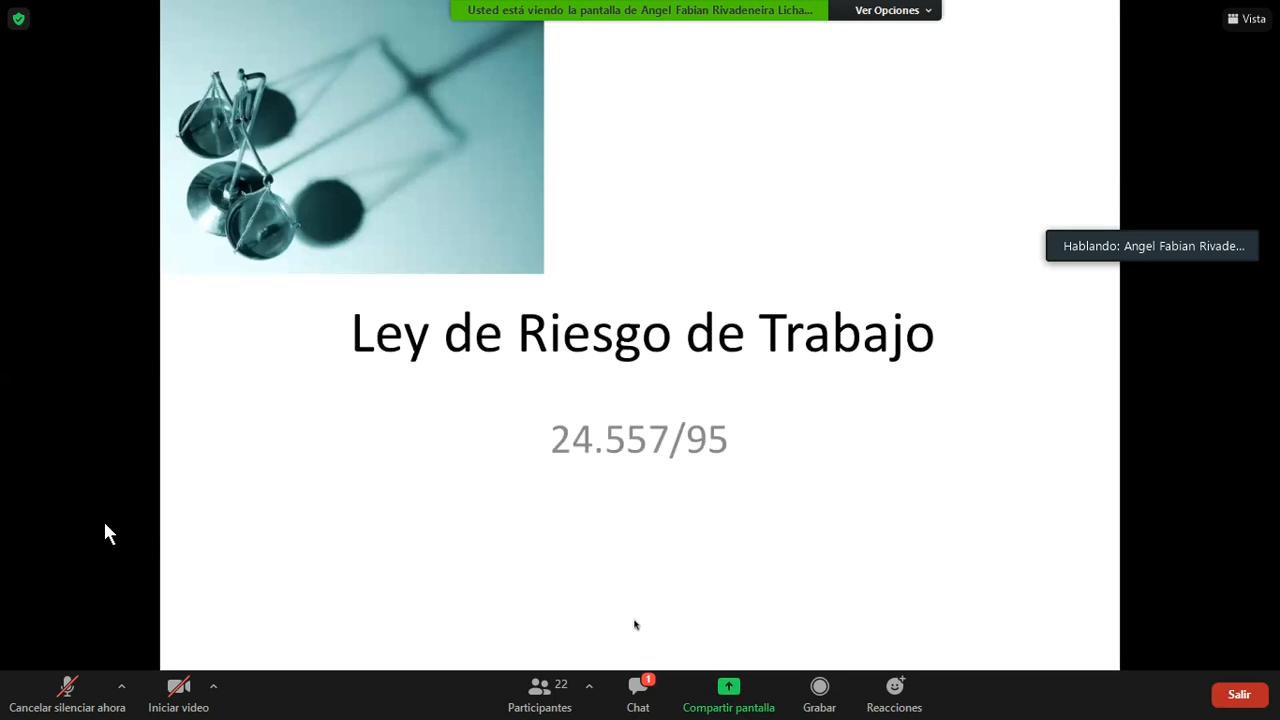 Usted está viendo la pantalla de Angel Fabian Rivadeneira Licha...
Ver Opciones
Vista
Hablando: Angel Fabian Rivade...
Ley de Riesgo de Trabajo
24.557/95
Cancelar silenciar ahora
Iniciar video
22
Participantes
1
Chat
Compartir pantalla
Grabar
Reacciones
Salir